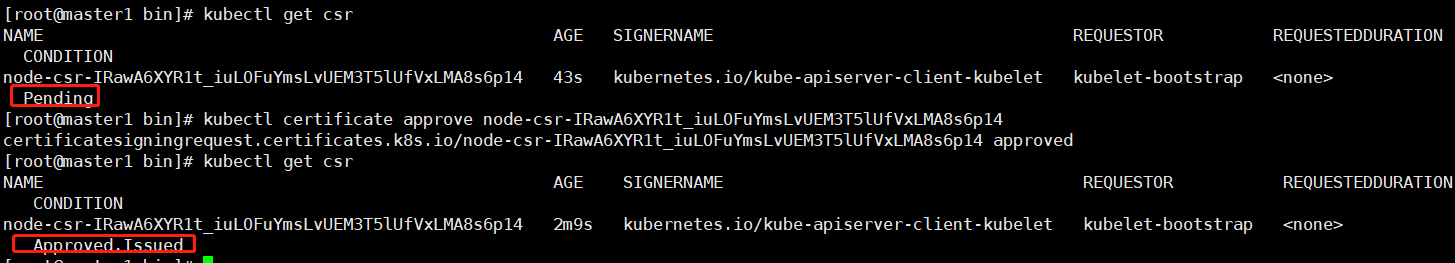 [root@master1 bin]# kubectl get csr
NAME AGE SIGNERNAME REQUESTOR REQUESTEDDURATION
CONDITION
node-csr-IRawA6XYR1t_iuLOFuYmsLvUEM3T5lUfVxLMA8s6p14 43s kubernetes.io/kube-apiserver-client-kubelet kubelet-bootstrap <none>
Pending
[root@master1 bin]# kubectl certificate approve node-csr-IRawA6XYR1t_iuLOFuYmsLvUEM3T5lUfVxLMA8s6p14
certificatesigningrequest.certificates.k8s.io/node-csr-IRawA6XYR1t_iuLOFuYmsLvUEM3T5lUfVxLMA8s6p14 approved
[root@master1 bin]# kubectl get csr
NAME AGE SIGNERNAME REQUESTOR REQUESTEDDURATION
CONDITION
node-csr-IRawA6XYR1t_iuLOFuYmsLvUEM3T5lUfVxLMA8s6p14 2m9s kubernetes.io/kube-apiserver-client-kubelet kubelet-bootstrap <none>
Approved,Issued
[root@master1 bin]#